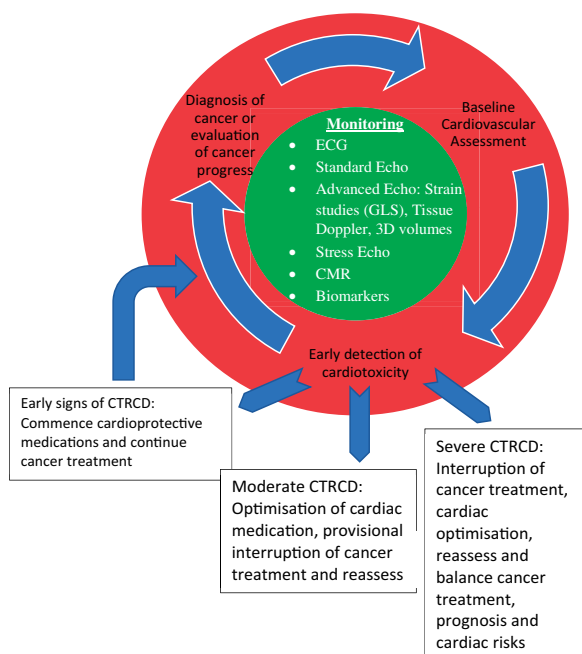 Diagnosis of
cancer or
evaluation
of cancer
progress
Baseline
Cardiovascular
Assessment
Monitoring
• ECG
• Standard Echo
• Advanced Echo: Strain
studies (GLS), Tissue
Doppler, 3D volumes
• Stress Echo
• CMR
• Biomarkers
Early detection of
cardiotoxicity
Early signs of CTRCD:
Commence cardioprotective
medications and continue
cancer treatment
Moderate CTRCD:
Optimisation of cardiac
medication, provisional
interruption of cancer
treatment and reassess
Severe CTRCD:
Interruption of
cancer treatment,
cardiac
optimisation,
reassess and
balance cancer
treatment,
prognosis and
cardiac risks